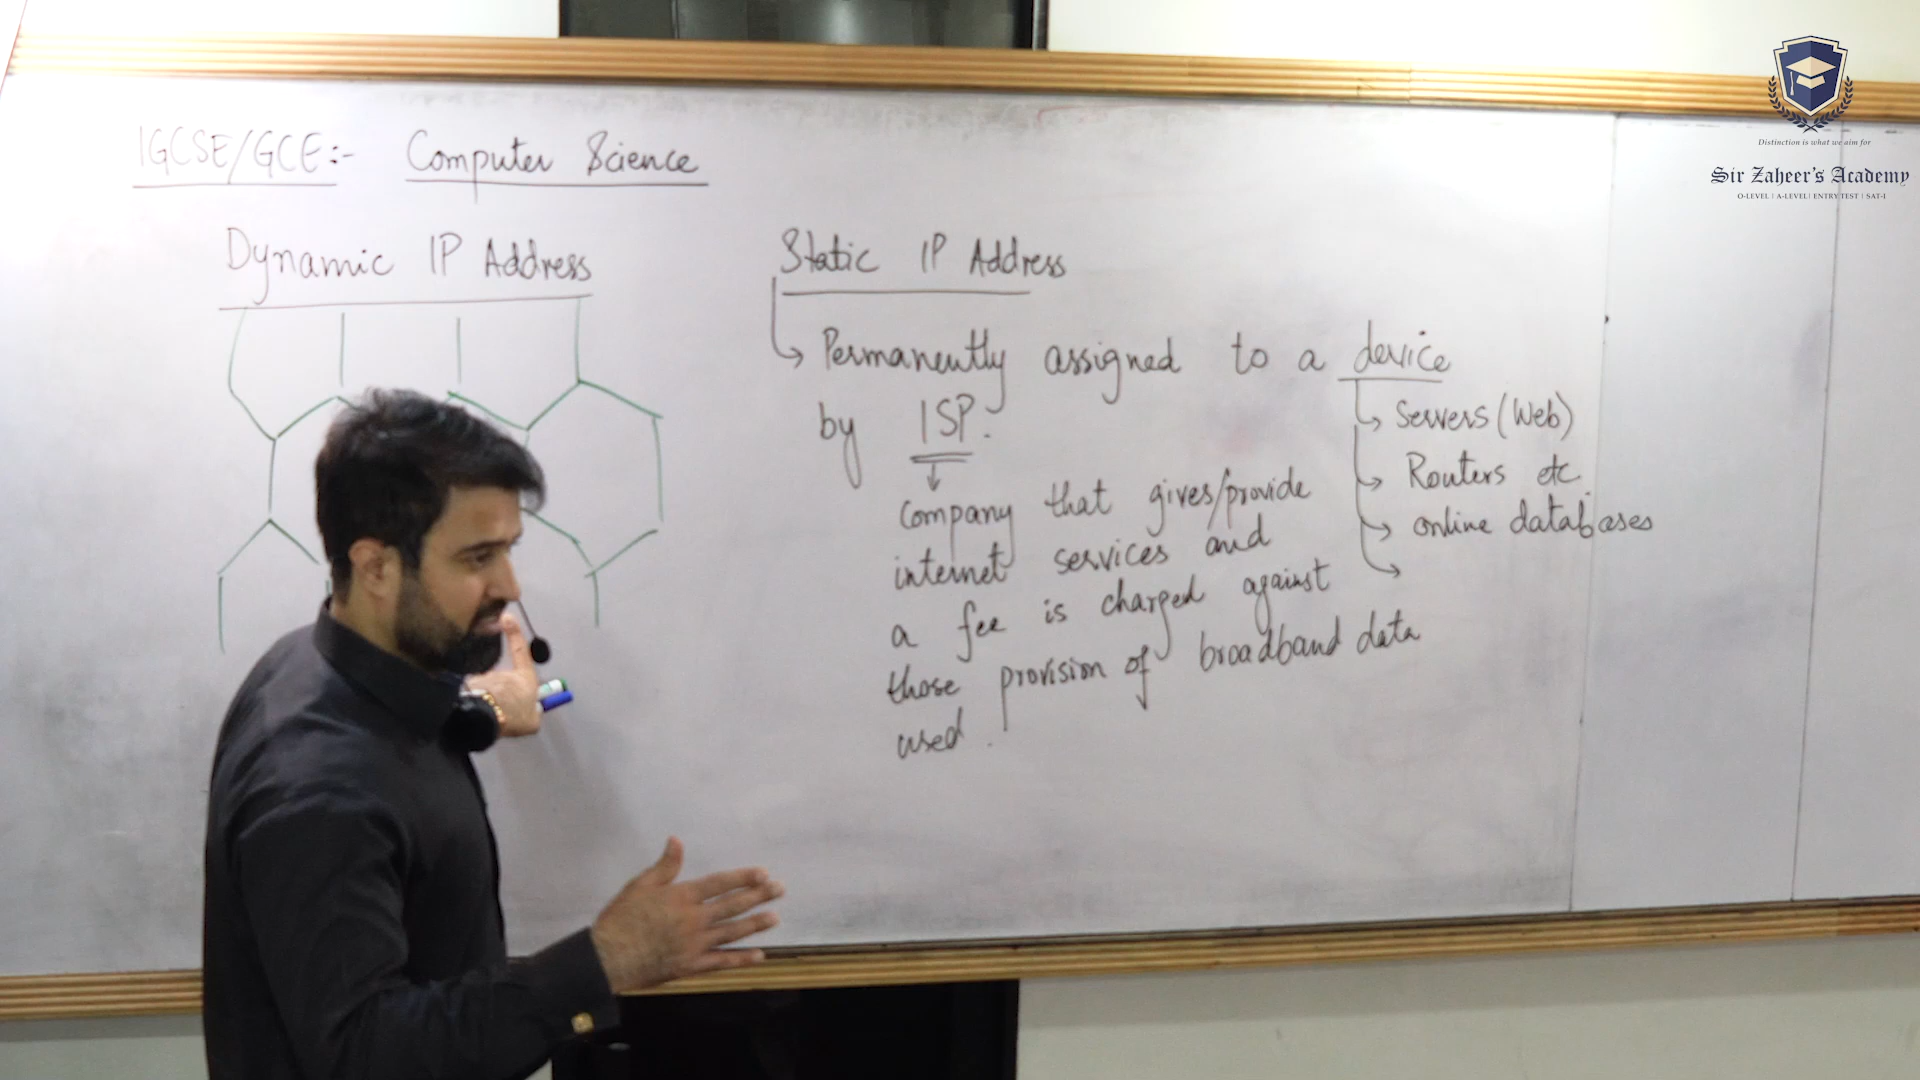 IGCSE/GCE:- Computer Science
Dynamic IP Address
Static IP Address
Permanently assigned to a device
by ISP.
Servers (Web)
Routers etc.
online databases
Company that gives/provide
internet services and
a fee is charged against
those provision of broadband data
used.
Distinction is what we aim for
Sir Zaheer's Academy
O-LEVEL | A-LEVEL | ENTRY TEST | SAT-I